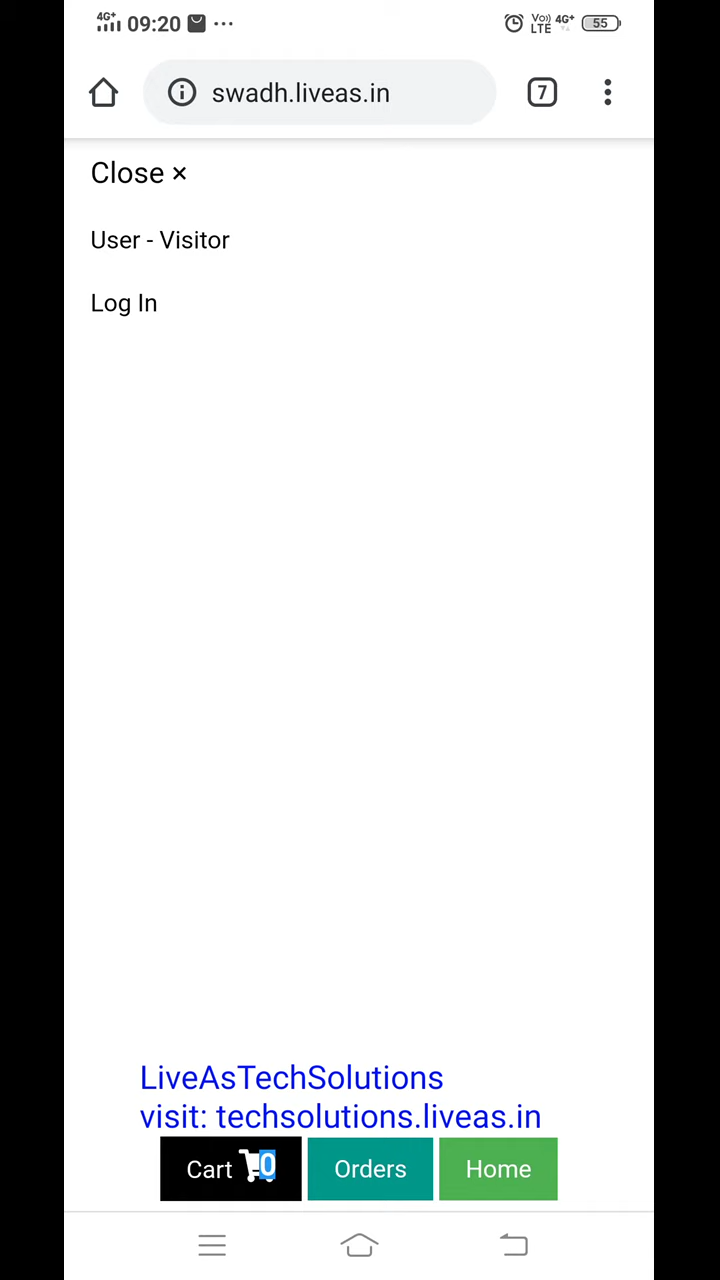 4G+ 09:20 ... Vo)) LTE 4G+ 55
swadh.liveas.in 7
Close ×
User - Visitor
Log In
LiveAsTechSolutions
visit: techsolutions.liveas.in
Cart 0 Orders Home